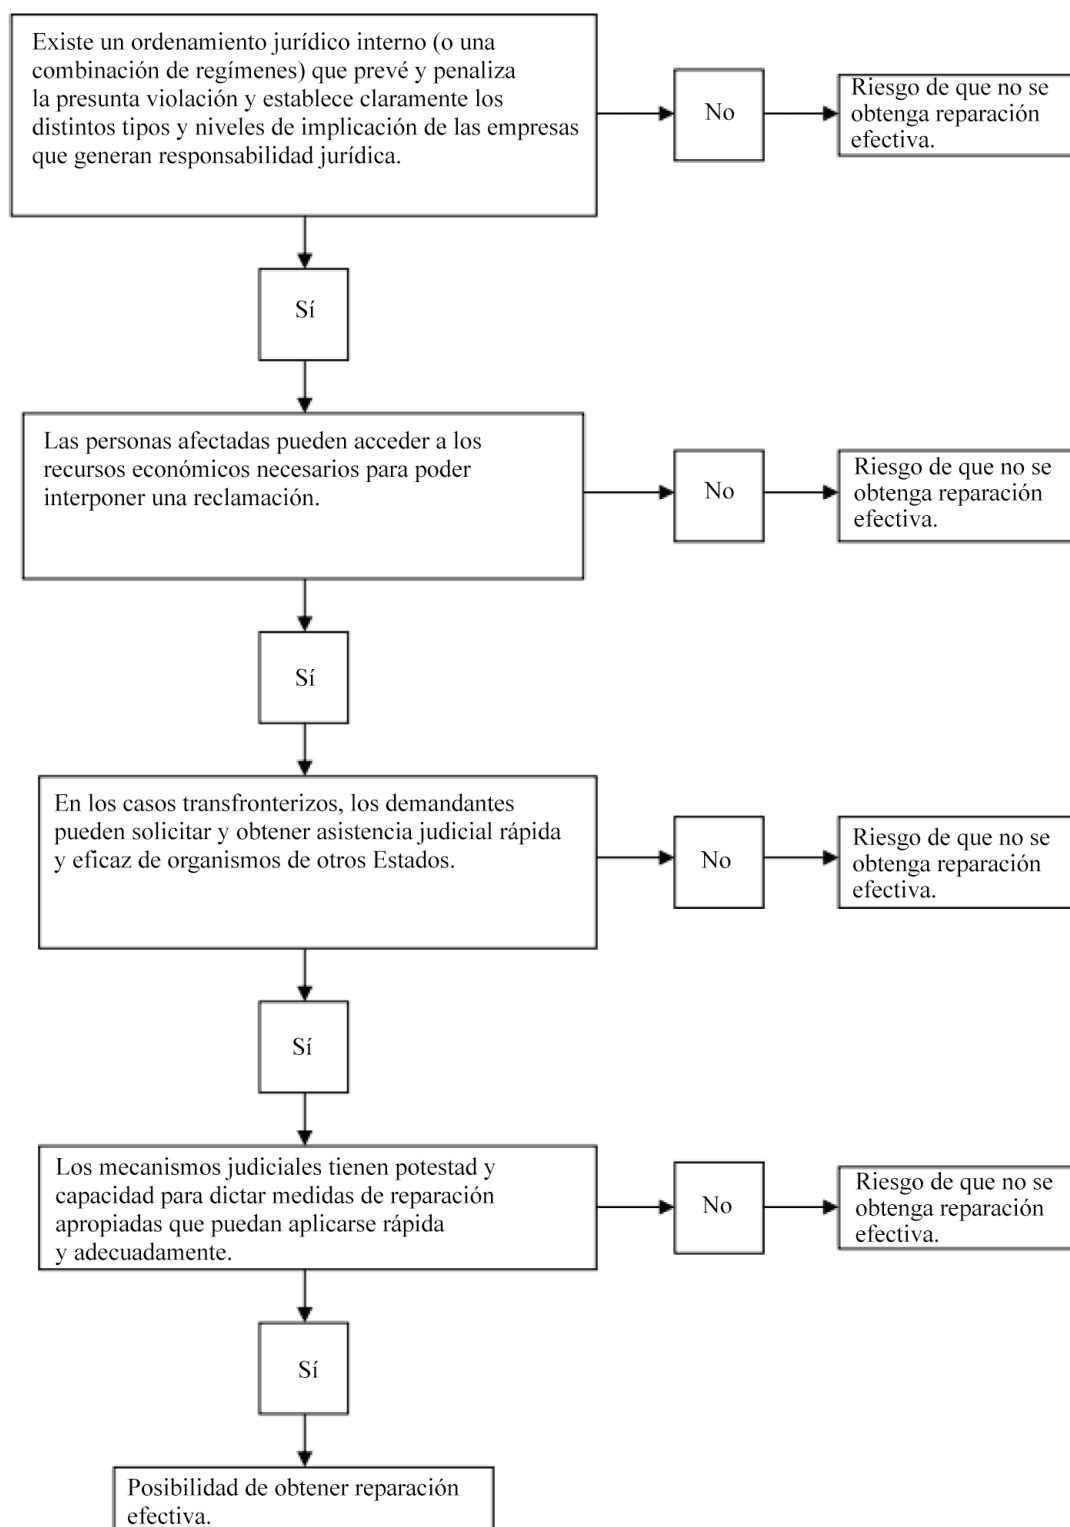 Existe un ordenamiento jurídico interno (o una
combinación de regímenes) que prevé y penaliza
la presunta violación y establece claramente los
distintos tipos y niveles de implicación de las empresas
que generan responsabilidad jurídica.
No
Riesgo de que no se
obtenga reparación
efectiva.
Sí
Las personas afectadas pueden acceder a los
recursos económicos necesarios para poder
interponer una reclamación.
No
Riesgo de que no se
obtenga reparación
efectiva.
Sí
En los casos transfronterizos, los demandantes
pueden solicitar y obtener asistencia judicial rápida
y eficaz de organismos de otros Estados.
No
Riesgo de que no se
obtenga reparación
efectiva.
Sí
Los mecanismos judiciales tienen potestad y
capacidad para dictar medidas de reparación
apropiadas que puedan aplicarse rápida
y adecuadamente.
No
Riesgo de que no se
obtenga reparación
efectiva.
Sí
Posibilidad de obtener reparación
efectiva.